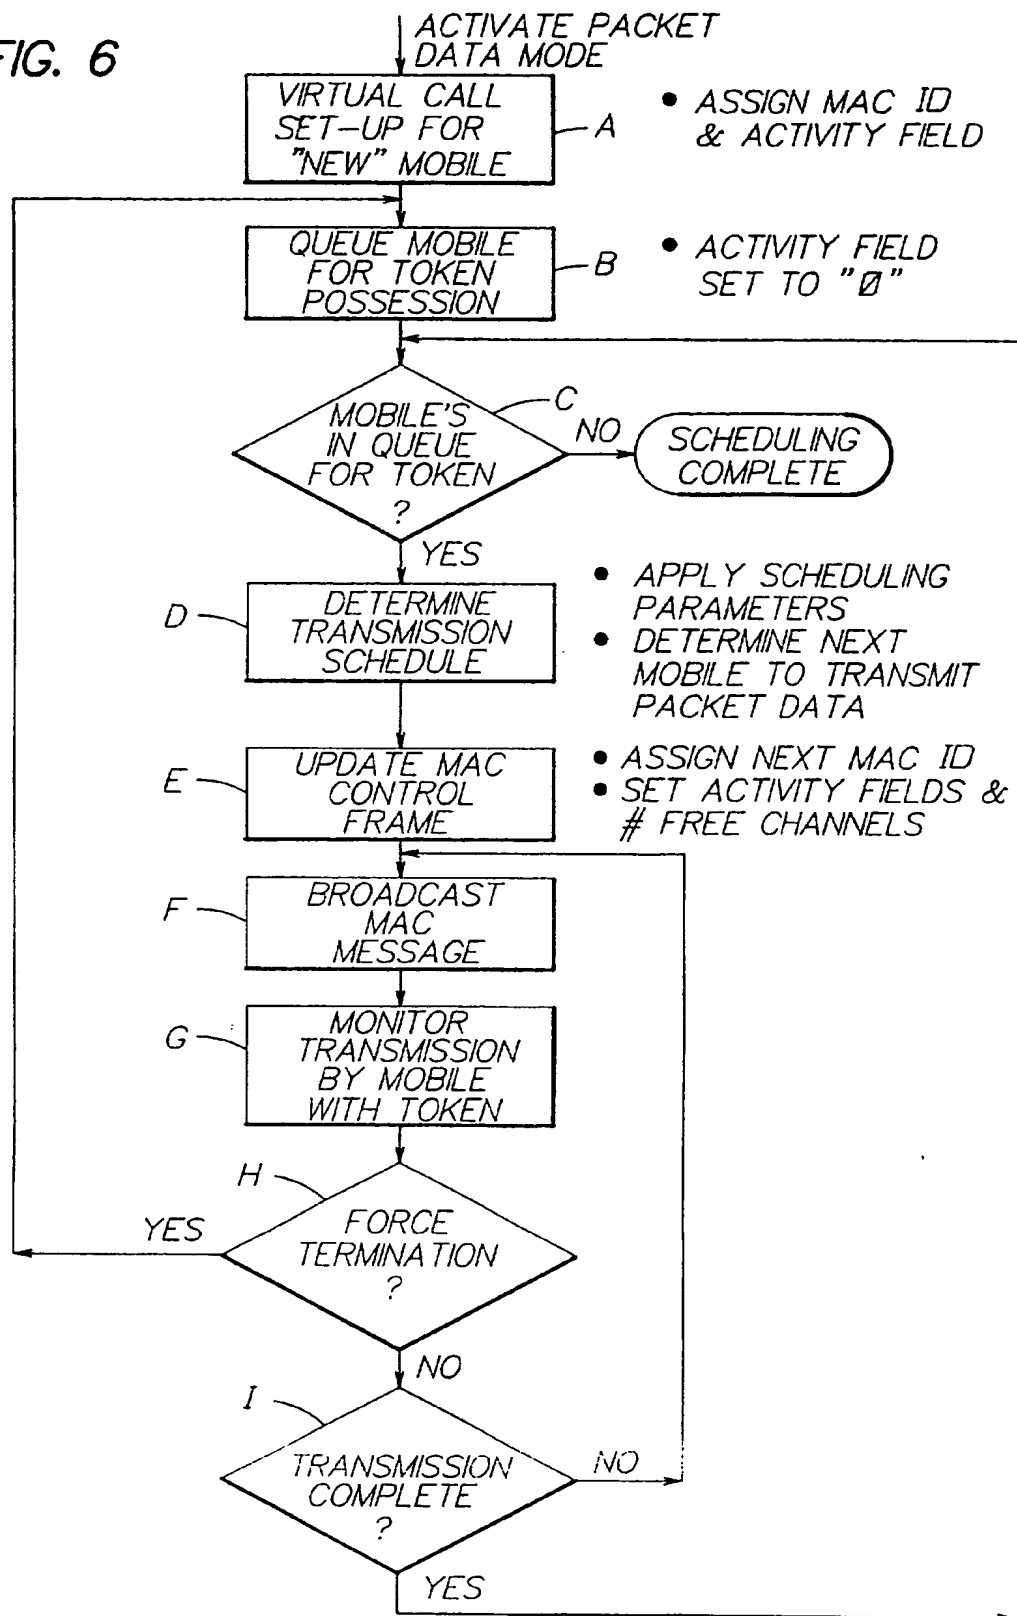 FIG. 6
ACTIVATE PACKET
DATA MODE
VIRTUAL CALL
SET-UP FOR
"NEW" MOBILE
A
• ASSIGN MAC ID
& ACTIVITY FIELD
QUEUE MOBILE
FOR TOKEN
POSSESSION
B
• ACTIVITY FIELD
SET TO "0"
MOBILE'S
IN QUEUE
FOR TOKEN
?
C
NO
SCHEDULING
COMPLETE
YES
D
DETERMINE
TRANSMISSION
SCHEDULE
• APPLY SCHEDULING
PARAMETERS
• DETERMINE NEXT
MOBILE TO TRANSMIT
PACKET DATA
E
UPDATE MAC
CONTROL
FRAME
• ASSIGN NEXT MAC ID
• SET ACTIVITY FIELDS &
# FREE CHANNELS
F
BROADCAST
MAC
MESSAGE
G
MONITOR
TRANSMISSION
BY MOBILE
WITH TOKEN
H
YES
FORCE
TERMINATION
?
NO
I
TRANSMISSION
COMPLETE
?
NO
YES